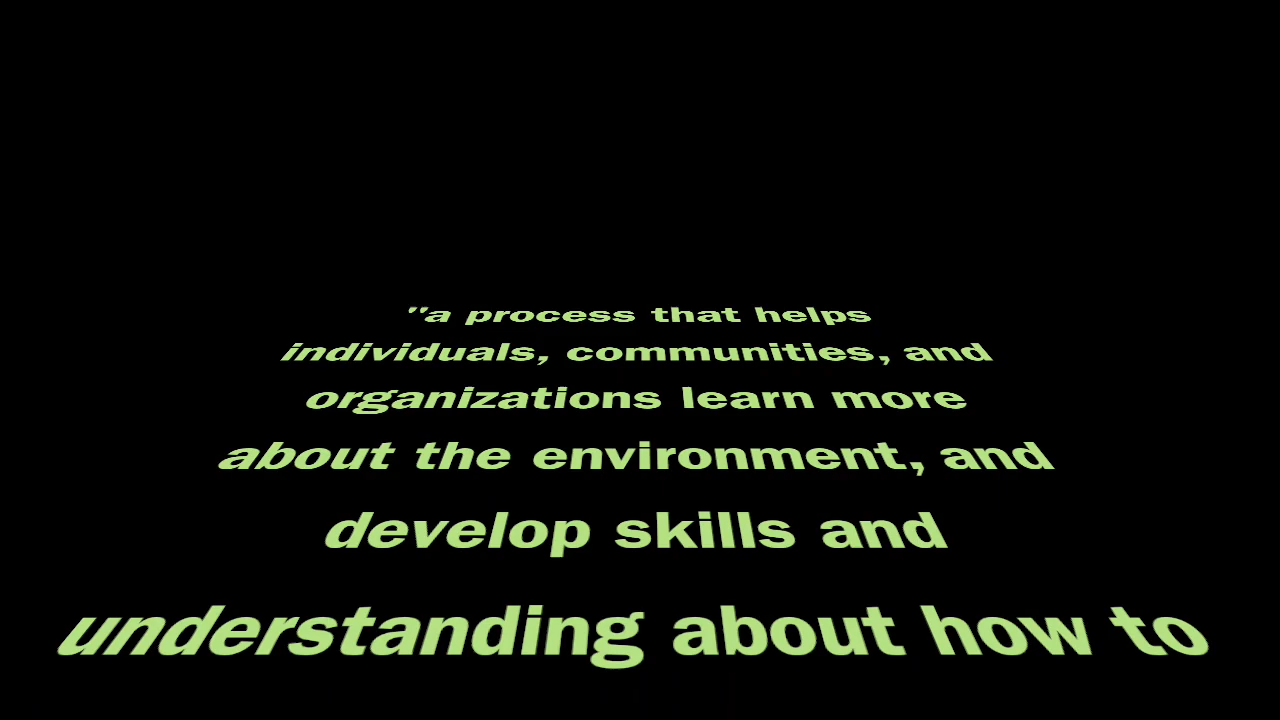 "a process that helps
individuals, communities, and
organizations learn more
about the environment, and
develop skills and
understanding about how to